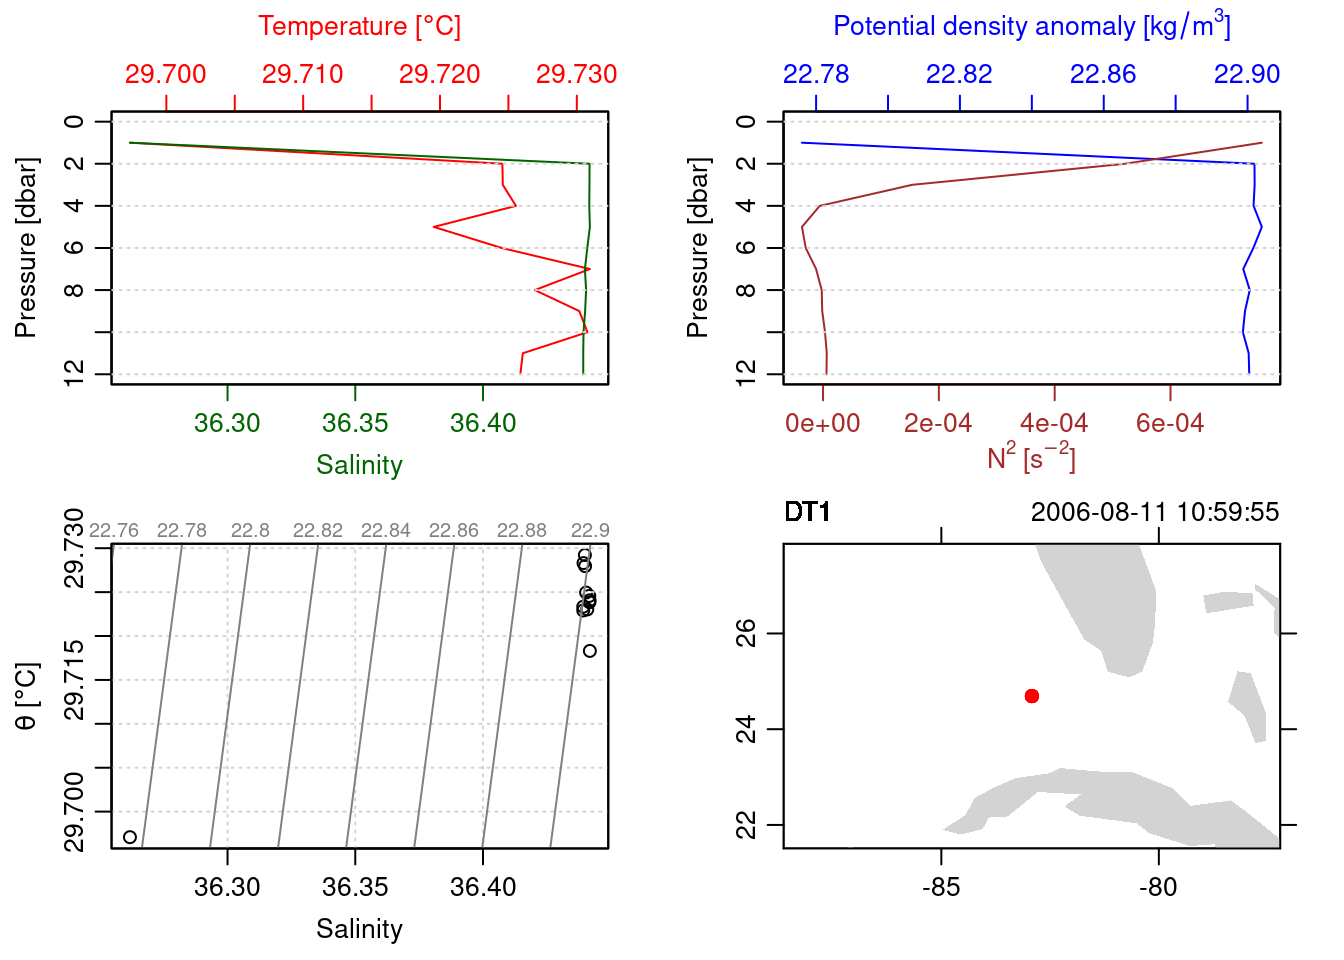 Temperature [°C]
29.700 29.710 29.720 29.730
Pressure [dbar]
0
2
4
6
8
12
36.30 36.35 36.40
Salinity
Potential density anomaly [kg/m³]
22.78 22.82 22.86 22.90
Pressure [dbar]
0
2
4
6
8
12
0e+00 2e-04 4e-04 6e-04
N² [s⁻²]
22.76 22.78 22.8 22.82 22.84 22.86 22.88 22.9
θ [°C]
29.730
29.715
29.700
36.30 36.35 36.40
Salinity
DT1 2006-08-11 10:59:55
26
24
22
-85 -80